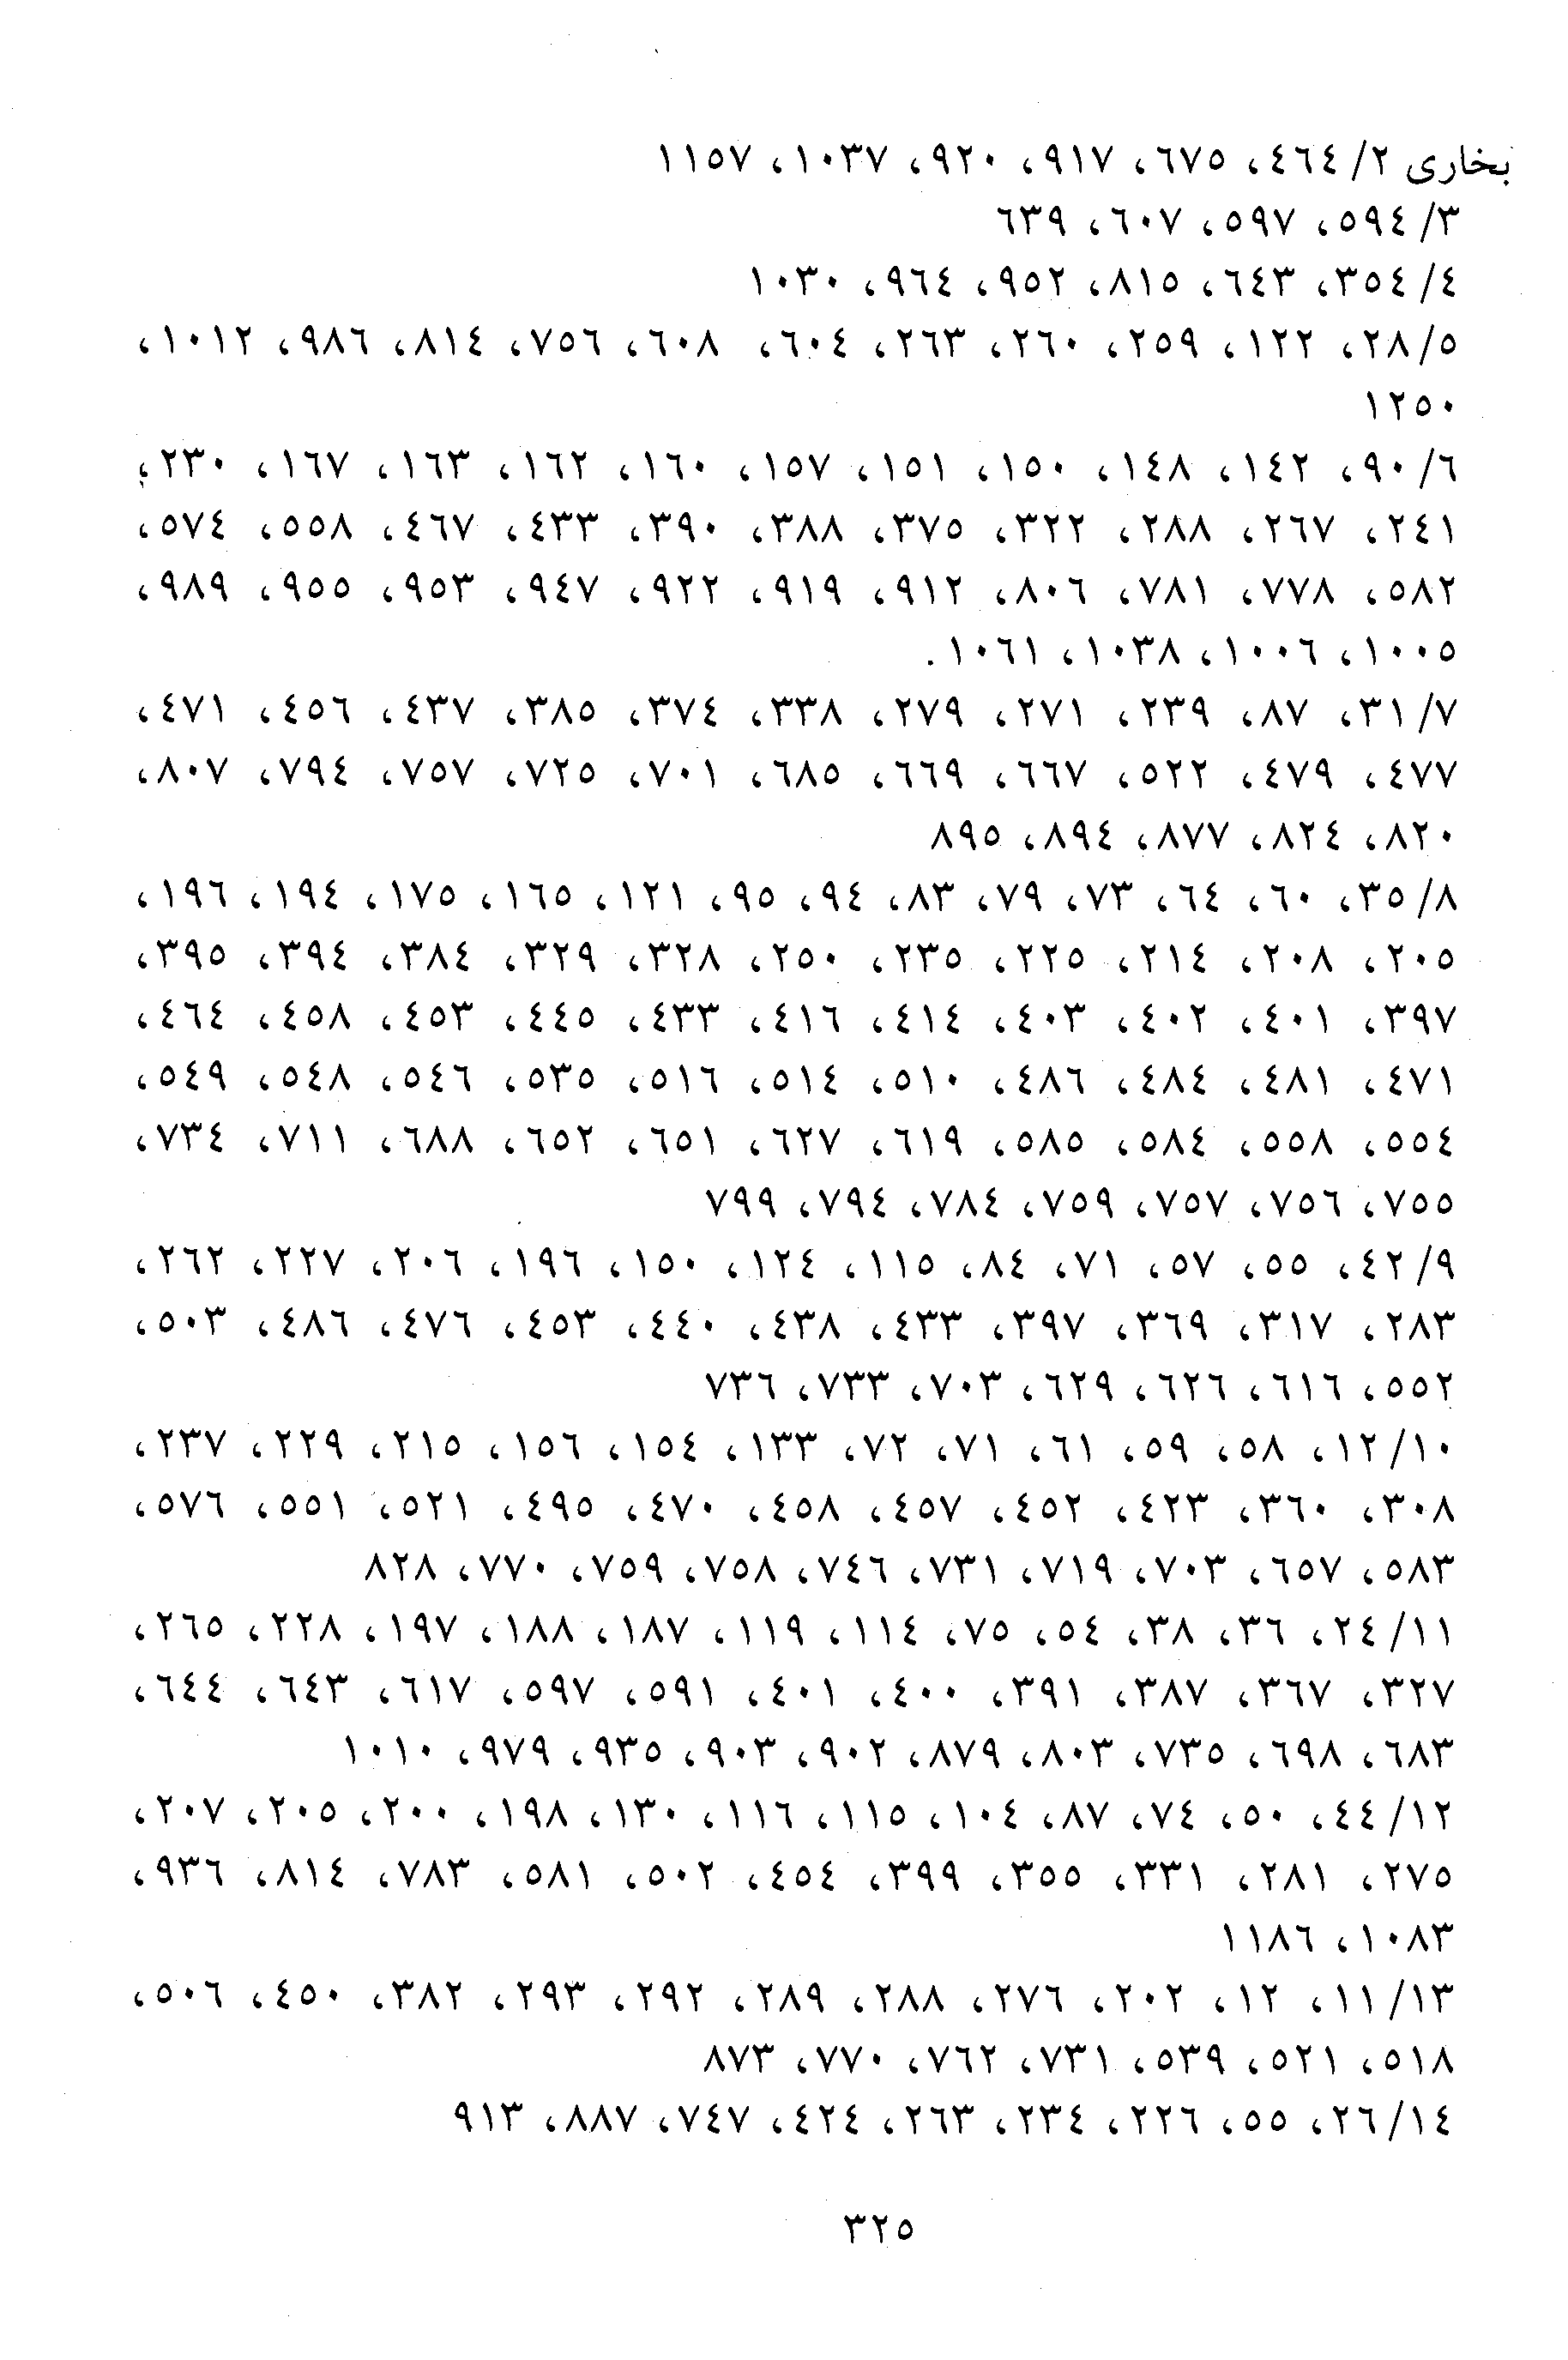 بخارى ٢/ ٤٦٤، ٦٧٥، ٩١٧، ٩٢٠، ١٠٣٧، ١١٥٧
٣/ ٥٩٤، ٥٩٧، ٦٠٧، ٦٣٩
٤/ ٣٥٤، ٦٤٣، ٨١٥، ٩٥٢، ٩٦٤، ١٠٣٠
٥/ ٢٨، ١٢٢، ٢٥٩، ٢٦٠، ٢٦٣، ٦٠٤، ٦٠٨، ٧٥٦، ٨١٤، ٩٨٦، ١٠١٢،
١٢٥٠
٦/ ٩٠، ١٤٢، ١٤٨، ١٥٠، ١٥١، ١٥٧، ١٦٠، ١٦٢، ١٦٣، ١٦٧، ٢٣٠،
٢٤١، ٢٦٧، ٢٨٨، ٣٢٢، ٣٧٥، ٣٨٨، ٣٩٠، ٤٣٣، ٤٦٧، ٥٥٨، ٥٧٤،
٥٨٢، ٧٧٨، ٧٨١، ٨٠٦، ٩١٢، ٩١٩، ٩٢٢، ٩٤٧، ٩٥٣، ٩٥٥، ٩٨٩،
١٠٠٥، ١٠٠٦، ١٠٣٨، ١٠٦١.
٧/ ٣١، ٨٧، ٢٣٩، ٢٧١، ٢٧٩، ٣٣٨، ٣٧٤، ٣٨٥، ٤٣٧، ٤٥٦، ٤٧١،
٤٧٧، ٤٧٩، ٥٢٢، ٦٦٧، ٦٦٩، ٦٨٥، ٧٠١، ٧٢٥، ٧٥٧، ٧٩٤، ٨٠٧،
٨٢٠، ٨٢٤، ٨٧٧، ٨٩٤، ٨٩٥
٨/ ٣٥، ٦٠، ٦٤، ٧٣، ٧٩، ٨٣، ٩٤، ٩٥، ١٢١، ١٦٥، ١٧٥، ١٩٤، ١٩٦،
٢٠٥، ٢٠٨، ٢١٤، ٢٢٥، ٢٣٥، ٢٥٠، ٣٢٨، ٣٢٩، ٣٨٤، ٣٩٤، ٣٩٥،
٣٩٧، ٤٠١، ٤٠٢، ٤٠٣، ٤١٤، ٤١٦، ٤٣٣، ٤٤٥، ٤٥٣، ٤٥٨، ٤٦٤،
٤٧١، ٤٨١، ٤٨٤، ٤٨٦، ٥١٠، ٥١٤، ٥١٦، ٥٣٥، ٥٤٦، ٥٤٨، ٥٤٩،
٥٥٤، ٥٥٨، ٥٨٤، ٥٨٥، ٦١٩، ٦٢٧، ٦٥١، ٦٥٢، ٦٨٨، ٧١١، ٧٣٤،
٧٥٥، ٧٥٦، ٧٥٧، ٧٥٩، ٧٨٤، ٧٩٤، ٧٩٩
٩/ ٤٢، ٥٥، ٥٧، ٧١، ٨٤، ١١٥، ١٢٤، ١٥٠، ١٩٦، ٢٠٦، ٢٢٧، ٢٦٢،
٢٨٣، ٣١٧، ٣٦٩، ٣٩٧، ٤٣٣، ٤٣٨، ٤٤٠، ٤٥٣، ٤٧٦، ٤٨٦، ٥٠٣،
٥٥٢، ٦١٦، ٦٢٦، ٦٢٩، ٧٠٣، ٧٣٣، ٧٣٦
١٠/ ١٢، ٥٨، ٥٩، ٦١، ٧١، ٧٢، ١٣٣، ١٥٤، ١٥٦، ٢١٥، ٢٢٩، ٢٣٧،
٣٠٨، ٣٦٠، ٤٢٣، ٤٥٢، ٤٥٧، ٤٥٨، ٤٧٠، ٤٩٥، ٥٢١، ٥٥١، ٥٧٦،
٥٨٣، ٦٥٧، ٧٠٣، ٧١٩، ٧٣١، ٧٤٦، ٧٥٨، ٧٥٩، ٧٧٠، ٨٢٨
١١/ ٢٤، ٣٦، ٣٨، ٥٤، ٧٥، ١١٤، ١١٩، ١٨٧، ١٨٨، ١٩٧، ٢٢٨، ٢٦٥،
٣٢٧، ٣٦٧، ٣٨٧، ٣٩١، ٤٠٠، ٤٠١، ٥٩١، ٥٩٧، ٦١٧، ٦٤٣، ٦٤٤،
٦٨٣، ٦٩٨، ٧٣٥، ٨٠٣، ٨٧٩، ٩٠٢، ٩٠٣، ٩٣٥، ٩٧٩، ١٠١٠
١٢/ ٤٤، ٥٠، ٧٤، ٨٧، ١٠٤، ١١٥، ١١٦، ١٣٠، ١٩٨، ٢٠٠، ٢٠٥، ٢٠٧،
٢٧٥، ٢٨١، ٣٣١، ٣٥٥، ٣٩٩، ٤٥٤، ٥٠٢، ٥٨١، ٧٨٣، ٨١٤، ٩٣٦،
١٠٨٣، ١١٨٦
١٣/ ١١، ١٢، ٢٠٢، ٢٧٦، ٢٨٨، ٢٨٩، ٢٩٢، ٢٩٣، ٣٨٢، ٤٥٠، ٥٠٦،
٥١٨، ٥٢١، ٥٣٩، ٧٣١، ٧٦٢، ٧٧٠، ٨٧٣
١٤/ ٢٦، ٥٥، ٢٢٦، ٢٣٤، ٢٦٣، ٤٢٤، ٧٤٧، ٨٨٧، ٩١٣
٣٢٥